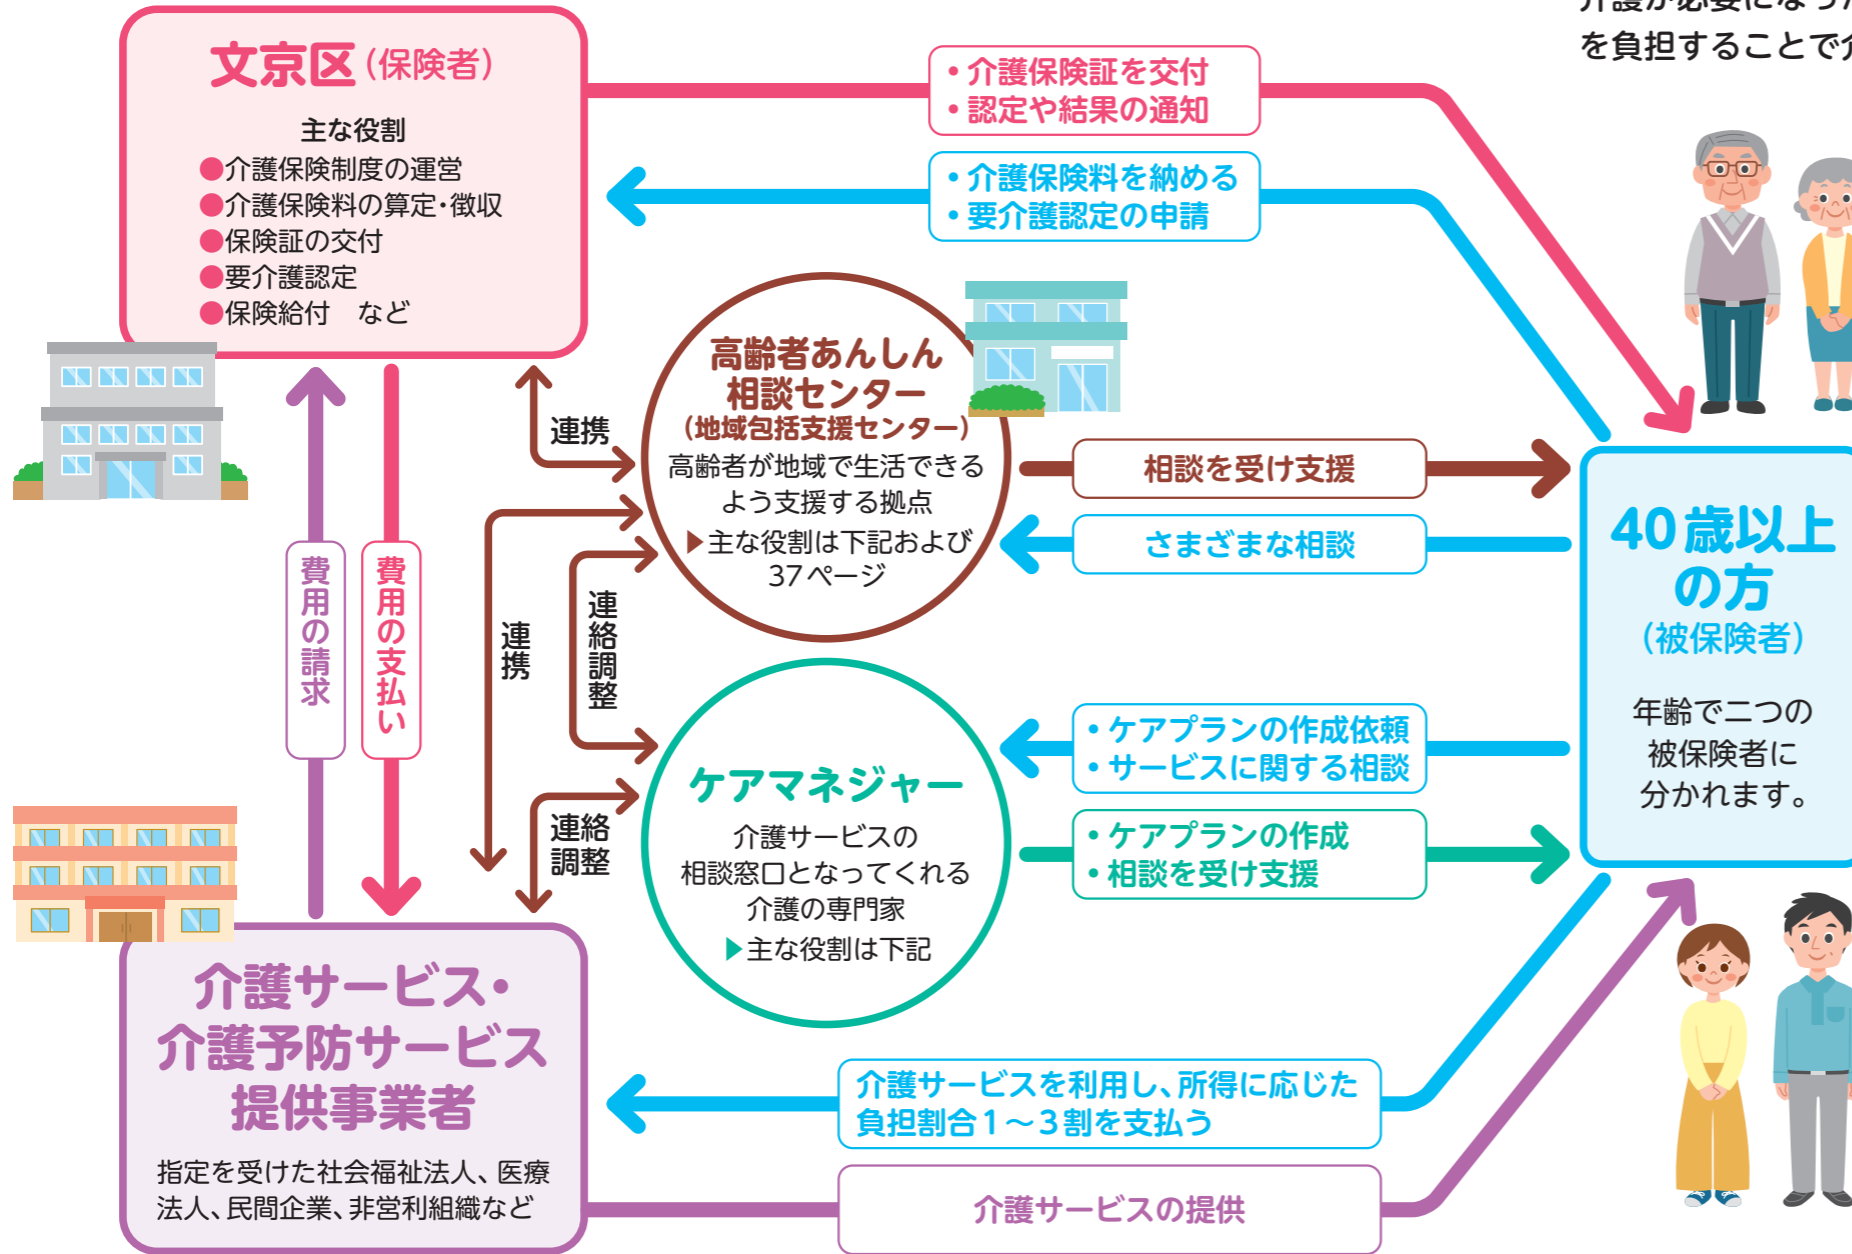 介護が必要になった
を負担することで介
文京区(保険者)
主な役割
●介護保険制度の運営
●介護保険料の算定・徴収
●保険証の交付
●要介護認定
●保険給付　など
・介護保険証を交付
・認定や結果の通知
・介護保険料を納める
・要介護認定の申請
高齢者あんしん
相談センター
(地域包括支援センター)
高齢者が地域で生活できる
よう支援する拠点
▶主な役割は下記および
37ページ
連携
相談を受け支援
さまざまな相談
40歳以上
の方
(被保険者)
年齢で二つの
被保険者に
分かれます。
費用の請求
費用の支払い
連携
連絡調整
ケアマネジャー
介護サービスの
相談窓口となってくれる
介護の専門家
▶主な役割は下記
連絡
調整
・ケアプランの作成依頼
・サービスに関する相談
・ケアプランの作成
・相談を受け支援
介護サービス・
介護予防サービス
提供事業者
指定を受けた社会福祉法人、医療
法人、民間企業、非営利組織など
介護サービスを利用し、所得に応じた
負担割合1～3割を支払う
介護サービスの提供